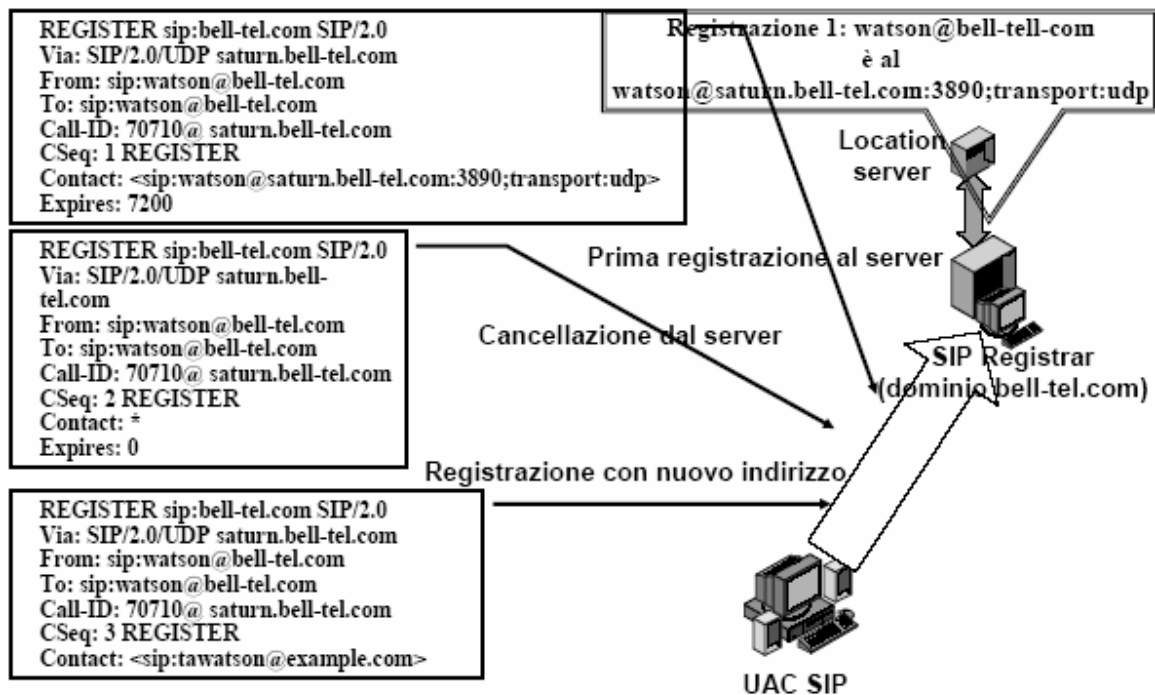 REGISTER sip:bell-tel.com SIP/2.0
Via: SIP/2.0/UDP saturn.bell-tel.com
From: sip:watson@bell-tel.com
To: sip:watson@bell-tel.com
Call-ID: 70710@ saturn.bell-tel.com
CSeq: 1 REGISTER
Contact: <sip:watson@saturn.bell-tel.com:3890;transport:udp>
Expires: 7200
Registrazione 1: watson@bell-tell-com
è al
watson@saturn.bell-tel.com:3890;transport:udp
Location
server
REGISTER sip:bell-tel.com SIP/2.0
Via: SIP/2.0/UDP saturn.bell-
tel.com
From: sip:watson@bell-tel.com
To: sip:watson@bell-tel.com
Call-ID: 70710@ saturn.bell-tel.com
CSeq: 2 REGISTER
Contact: *
Expires: 0
Prima registrazione al server
Cancellazione dal server
SIP Registrar
(dominio bell-tel.com)
Registrazione con nuovo indirizzo
REGISTER sip:bell-tel.com SIP/2.0
Via: SIP/2.0/UDP saturn.bell-tel.com
From: sip:watson@bell-tel.com
To: sip:watson@bell-tel.com
Call-ID: 70710@ saturn.bell-tel.com
CSeq: 3 REGISTER
Contact: <sip:tawatson@example.com>
UAC SIP